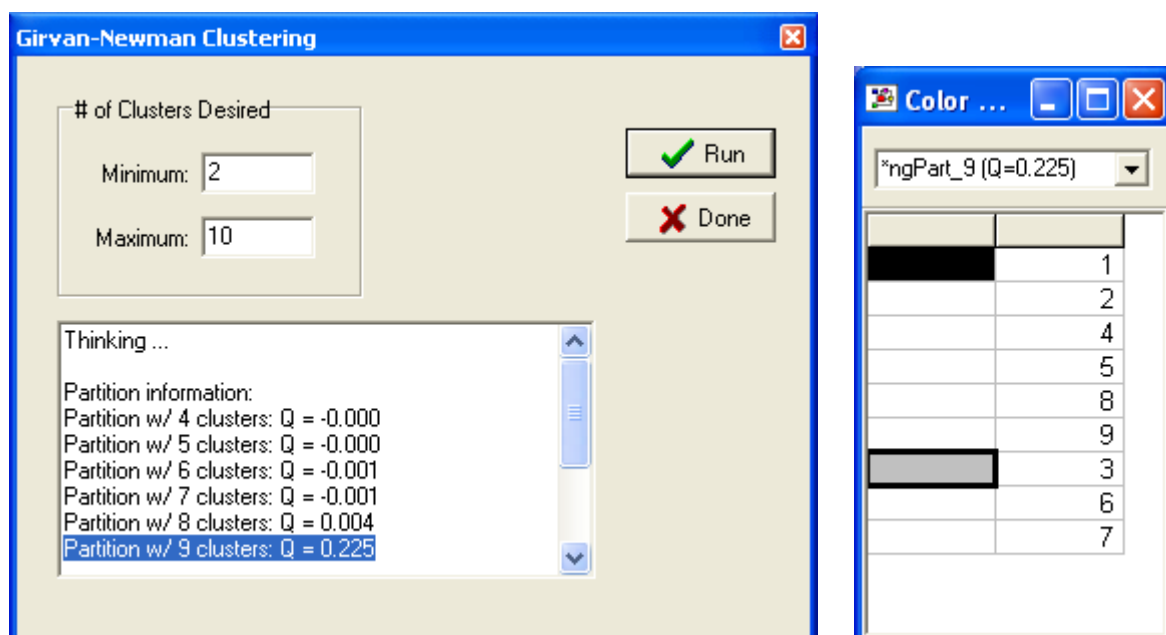 Girvan-Newman Clustering
# of Clusters Desired
Minimum: 2
Maximum: 10
Run
Done
Thinking ...
Partition information:
Partition w/ 4 clusters: Q = -0.000
Partition w/ 5 clusters: Q = -0.000
Partition w/ 6 clusters: Q = -0.001
Partition w/ 7 clusters: Q = -0.001
Partition w/ 8 clusters: Q = 0.004
Partition w/ 9 clusters: Q = 0.225
Color ...
*ngPart_9 (Q=0.225)
1
2
4
5
8
9
3
6
7